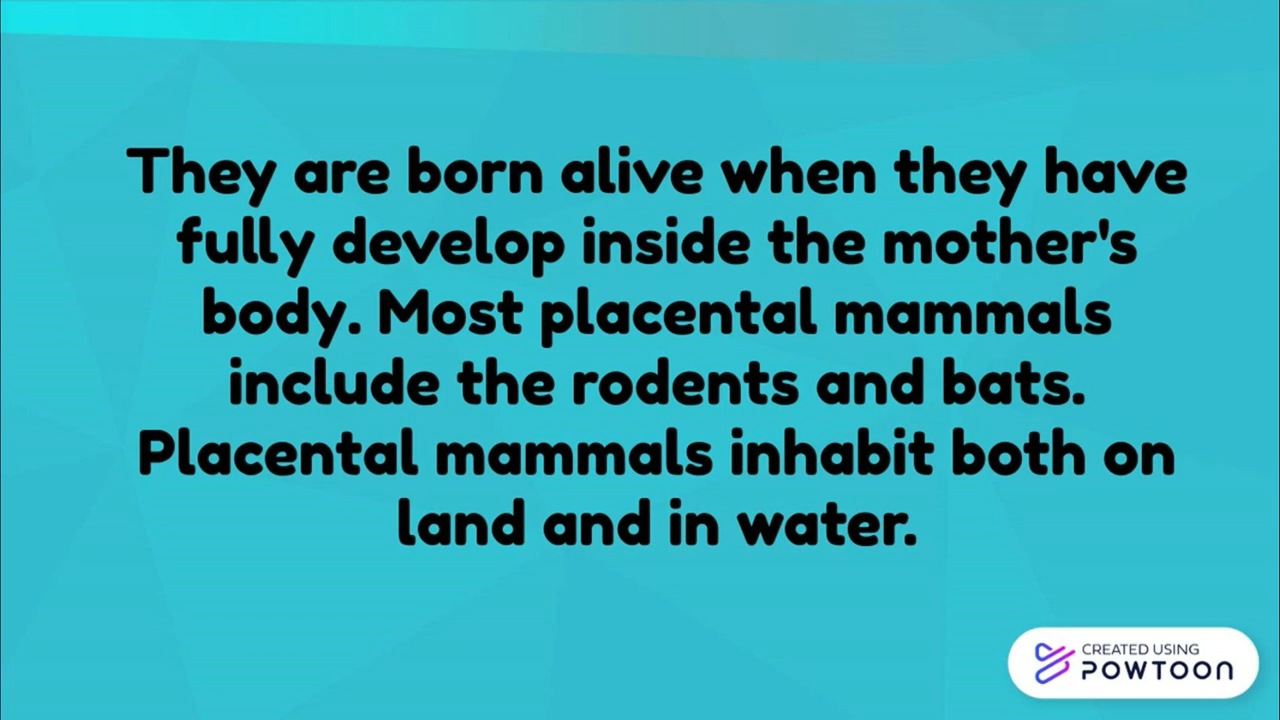 They are born alive when they have
fully develop inside the mother's
body. Most placental mammals
include the rodents and bats.
Placental mammals inhabit both on
land and in water.
CREATED USING
POWTOON